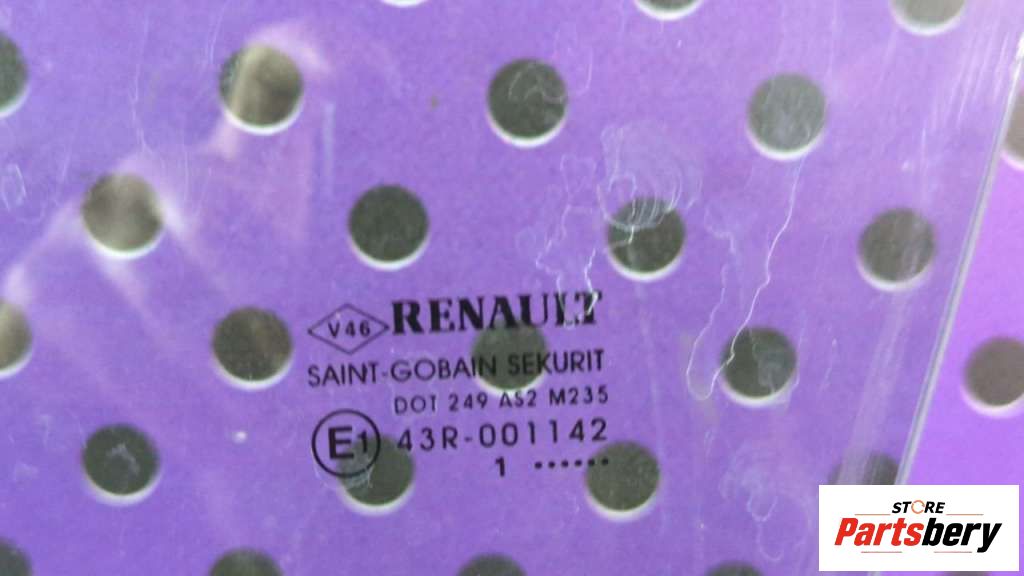 V46 RENAULT
SAINT-GOBAIN SEKURIT
DOT 249 AS2 M235
E1 43R-001142
1 ••••••
STORE
Partsbery